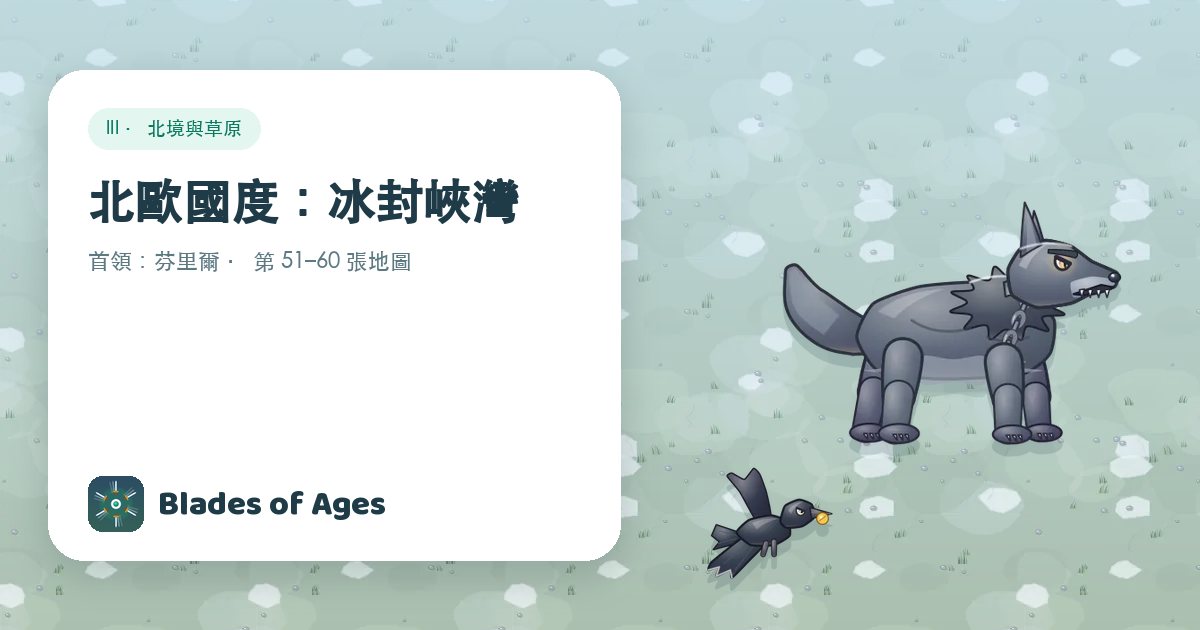 III · 北境與草原
北歐國度：冰封峽灣
首領：芬里爾 · 第 51–60 張地圖
Blades of Ages